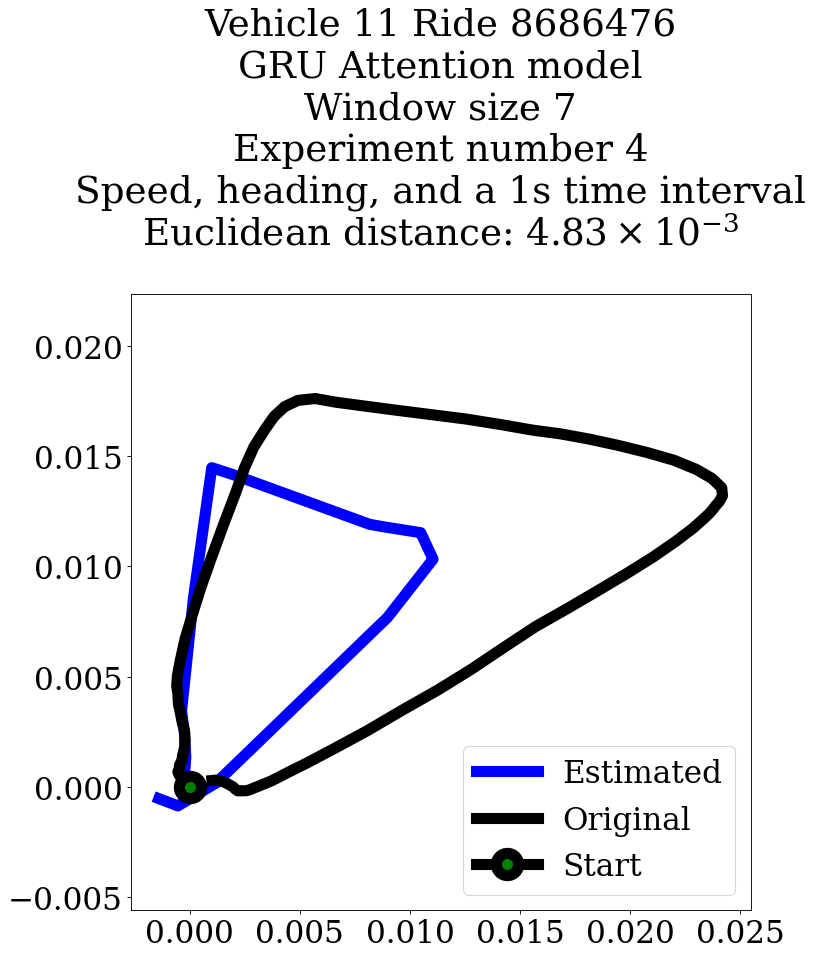 Vehicle 11 Ride 8686476
GRU Attention model
Window size 7
Experiment number 4
Speed, heading, and a 1s time interval
Euclidean distance: 4.83 × 10⁻³
0.020
0.015
0.010
0.005
0.000
−0.005
0.000 0.005 0.010 0.015 0.020 0.025
Estimated
Original
Start